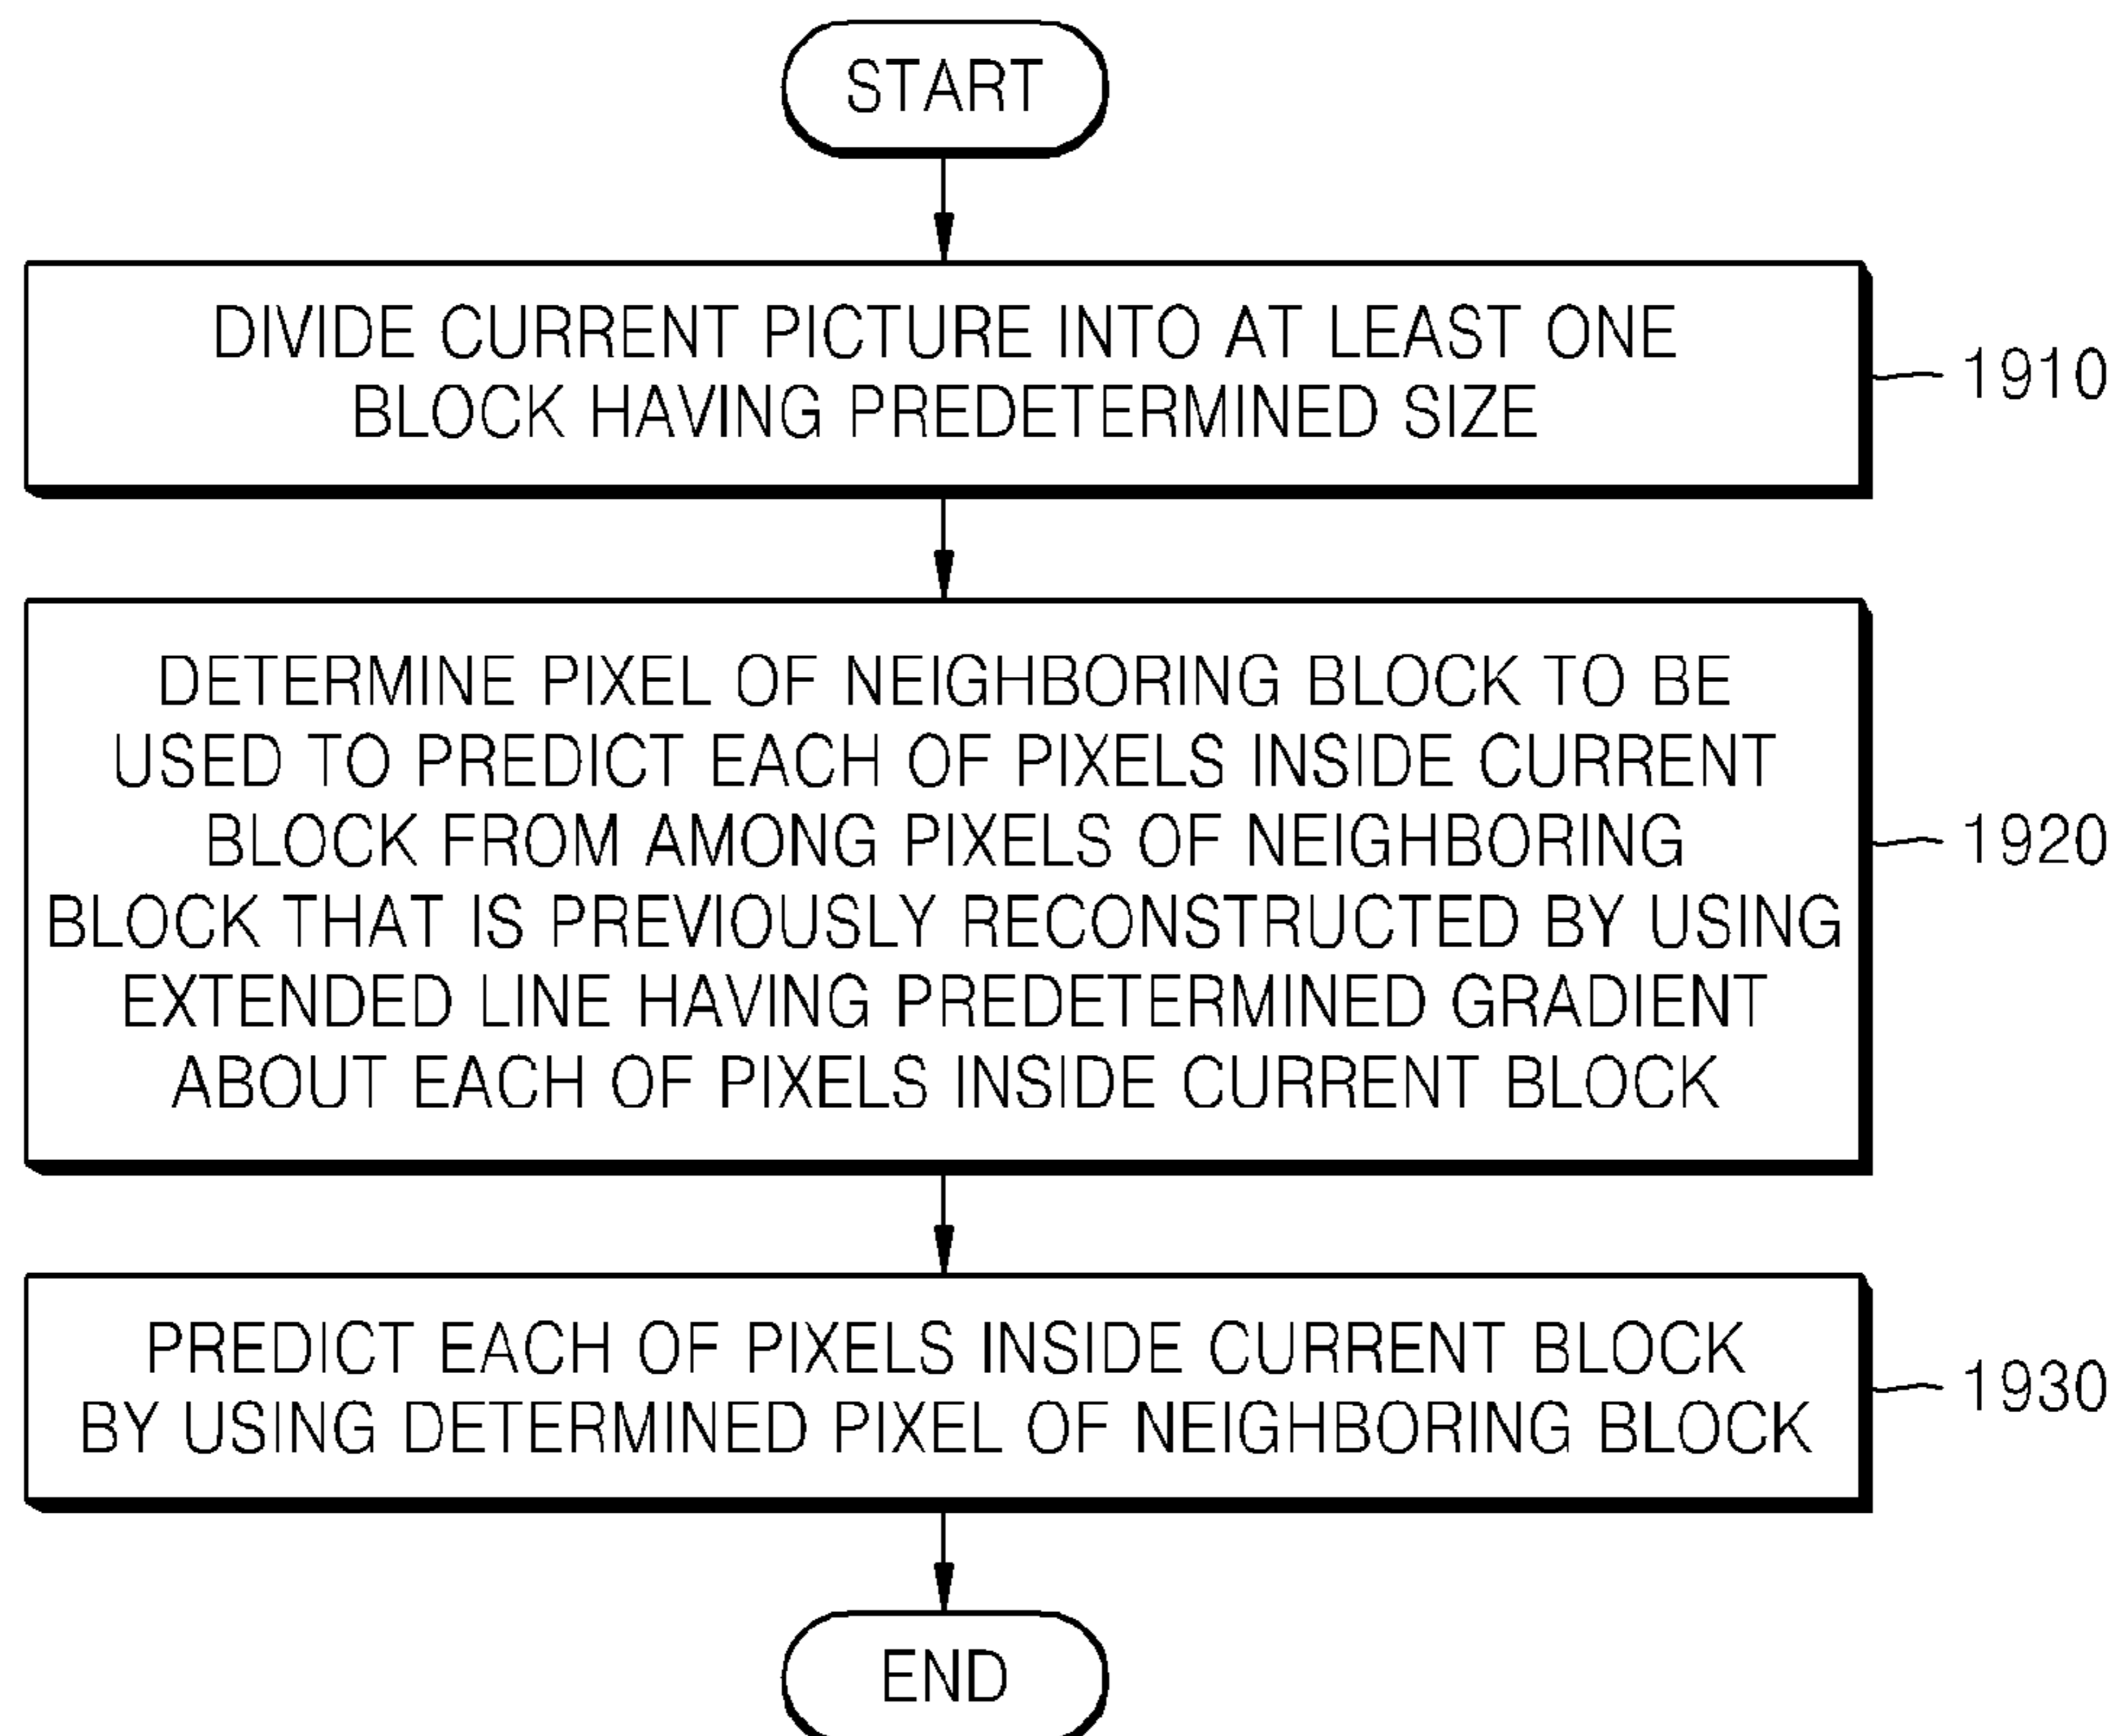 START
DIVIDE CURRENT PICTURE INTO AT LEAST ONE
BLOCK HAVING PREDETERMINED SIZE
1910
DETERMINE PIXEL OF NEIGHBORING BLOCK TO BE
USED TO PREDICT EACH OF PIXELS INSIDE CURRENT
BLOCK FROM AMONG PIXELS OF NEIGHBORING
BLOCK THAT IS PREVIOUSLY RECONSTRUCTED BY USING
EXTENDED LINE HAVING PREDETERMINED GRADIENT
ABOUT EACH OF PIXELS INSIDE CURRENT BLOCK
1920
PREDICT EACH OF PIXELS INSIDE CURRENT BLOCK
BY USING DETERMINED PIXEL OF NEIGHBORING BLOCK
1930
END